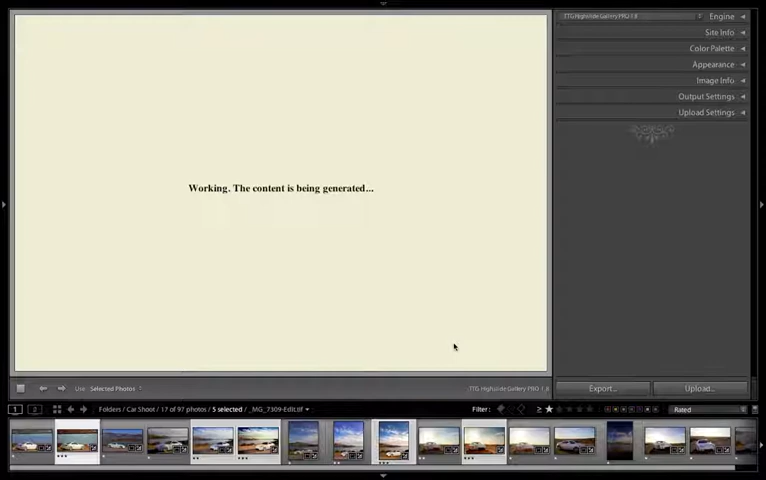 TTG Highslide Gallery PRO 1.8
Engine
Site Info
Color Palette
Appearance
Image Info
Output Settings
Upload Settings
Working. The content is being generated...
Use Selected Photos
TTG Highslide Gallery PRO 1.8
Export...
Upload...
1 2 Folders / Car Shoot / 17 of 97 photos / 5 selected / _MG_7309-Edit.tif
Filter:
≥
Rated